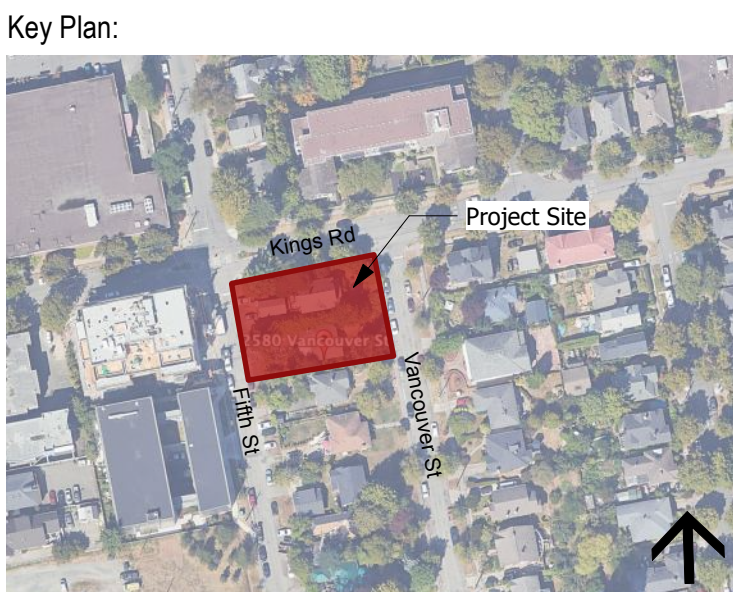 Key Plan:
Project Site
Kings Rd
2580 Vancouver St
Vancouver St
Fifth St